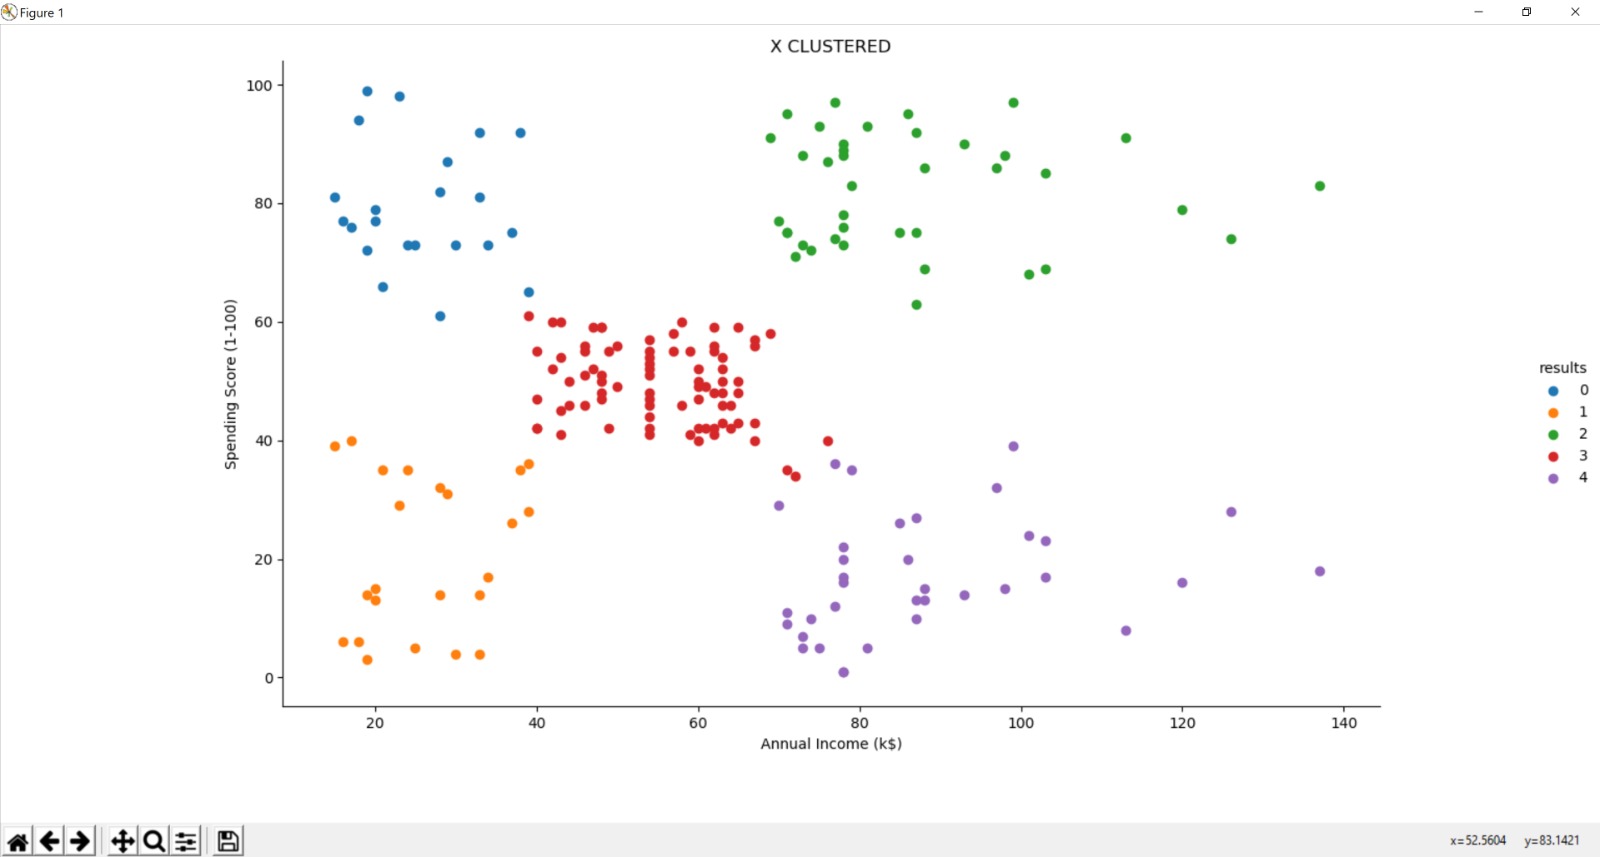 Figure 1
X CLUSTERED
100
80
60
40
20
0
Spending Score (1-100)
20 40 60 80 100 120 140
Annual Income (k$)
results
0
1
2
3
4
x=52.5604 y=83.1421